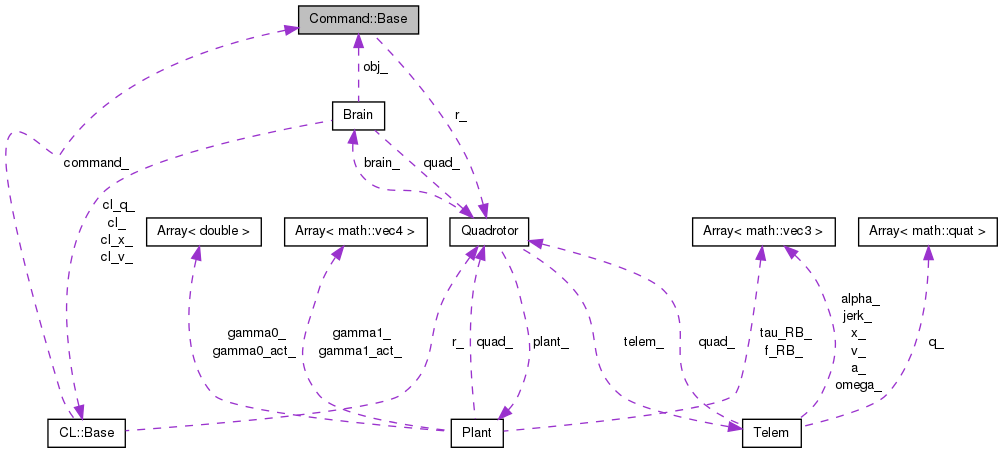 Command::Base
obj_
Brain
r_
command_
brain_
quad_
cl_q_
cl_
cl_x_
cl_v_
Array< double >
Array< math::vec4 >
Quadrotor
Array< math::vec3 >
Array< math::quat >
gamma0_
gamma0_act_
gamma1_
gamma1_act_
r_
quad_
plant_
telem_
quad_
tau_RB_
f_RB_
alpha_
jerk_
x_
v_
a_
omega_
q_
CL::Base
Plant
Telem